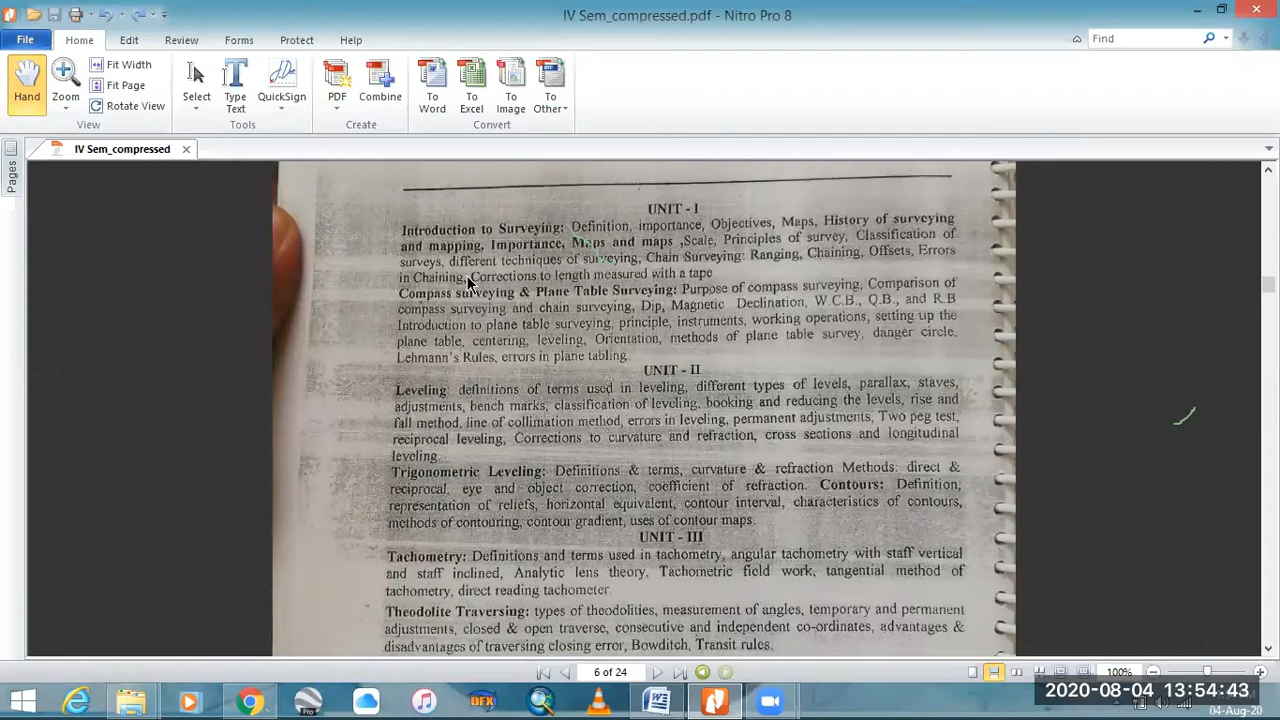 IV Sem_compressed.pdf - Nitro Pro 8
File Home Edit Review Forms Protect Help Find
Hand Zoom Fit Width Fit Page Rotate View Select Type Text QuickSign PDF Combine To Word To Excel To Image To Other
View Tools Create Convert
IV Sem_compressed
Pages
UNIT - I
Introduction to Surveying: Definition, importance, Objectives, Maps, History of surveying
and mapping, Importance, Maps and maps ,Scale, Principles of survey, Classification of
surveys, different techniques of surveying, Chain Surveying: Ranging, Chaining, Offsets, Errors
in Chaining, Corrections to length measured with a tape
Compass surveying & Plane Table Surveying: Purpose of compass surveying, Comparison of
compass surveying and chain surveying, Dip, Magnetic Declination, W.C.B., Q.B., and R.B
Introduction to plane table surveying, principle, instruments, working operations, setting up the
plane table, centering, leveling, Orientation, methods of plane table survey, danger circle.
Lehmann's Rules, errors in plane tabling.
UNIT - II
Leveling: definitions of terms used in leveling, different types of levels, parallax, staves,
adjustments, bench marks, classification of leveling, booking and reducing the levels, rise and
fall method, line of collimation method, errors in leveling, permanent adjustments, Two peg test,
reciprocal leveling, Corrections to curvature and refraction, cross sections and longitudinal
leveling.
Trigonometric Leveling: Definitions & terms, curvature & refraction Methods: direct &
reciprocal, eye and object correction, coefficient of refraction. Contours: Definition,
representation of reliefs, horizontal equivalent, contour interval, characteristics of contours,
methods of contouring, contour gradient, uses of contour maps.
UNIT - III
Tachometry: Definitions and terms used in tachometry, angular tachometry with staff vertical
and staff inclined, Analytic lens theory, Tachometric field work, tangential method of
tachometry, direct reading tachometer.
Theodolite Traversing: types of theodolities, measurement of angles, temporary and permanent
adjustments, closed & open traverse, consecutive and independent co-ordinates, advantages &
disadvantages of traversing closing error, Bowditch, Transit rules.
6 of 24 100%
2020-08-04 13:54:43
04-Aug-20
Pro
DFX